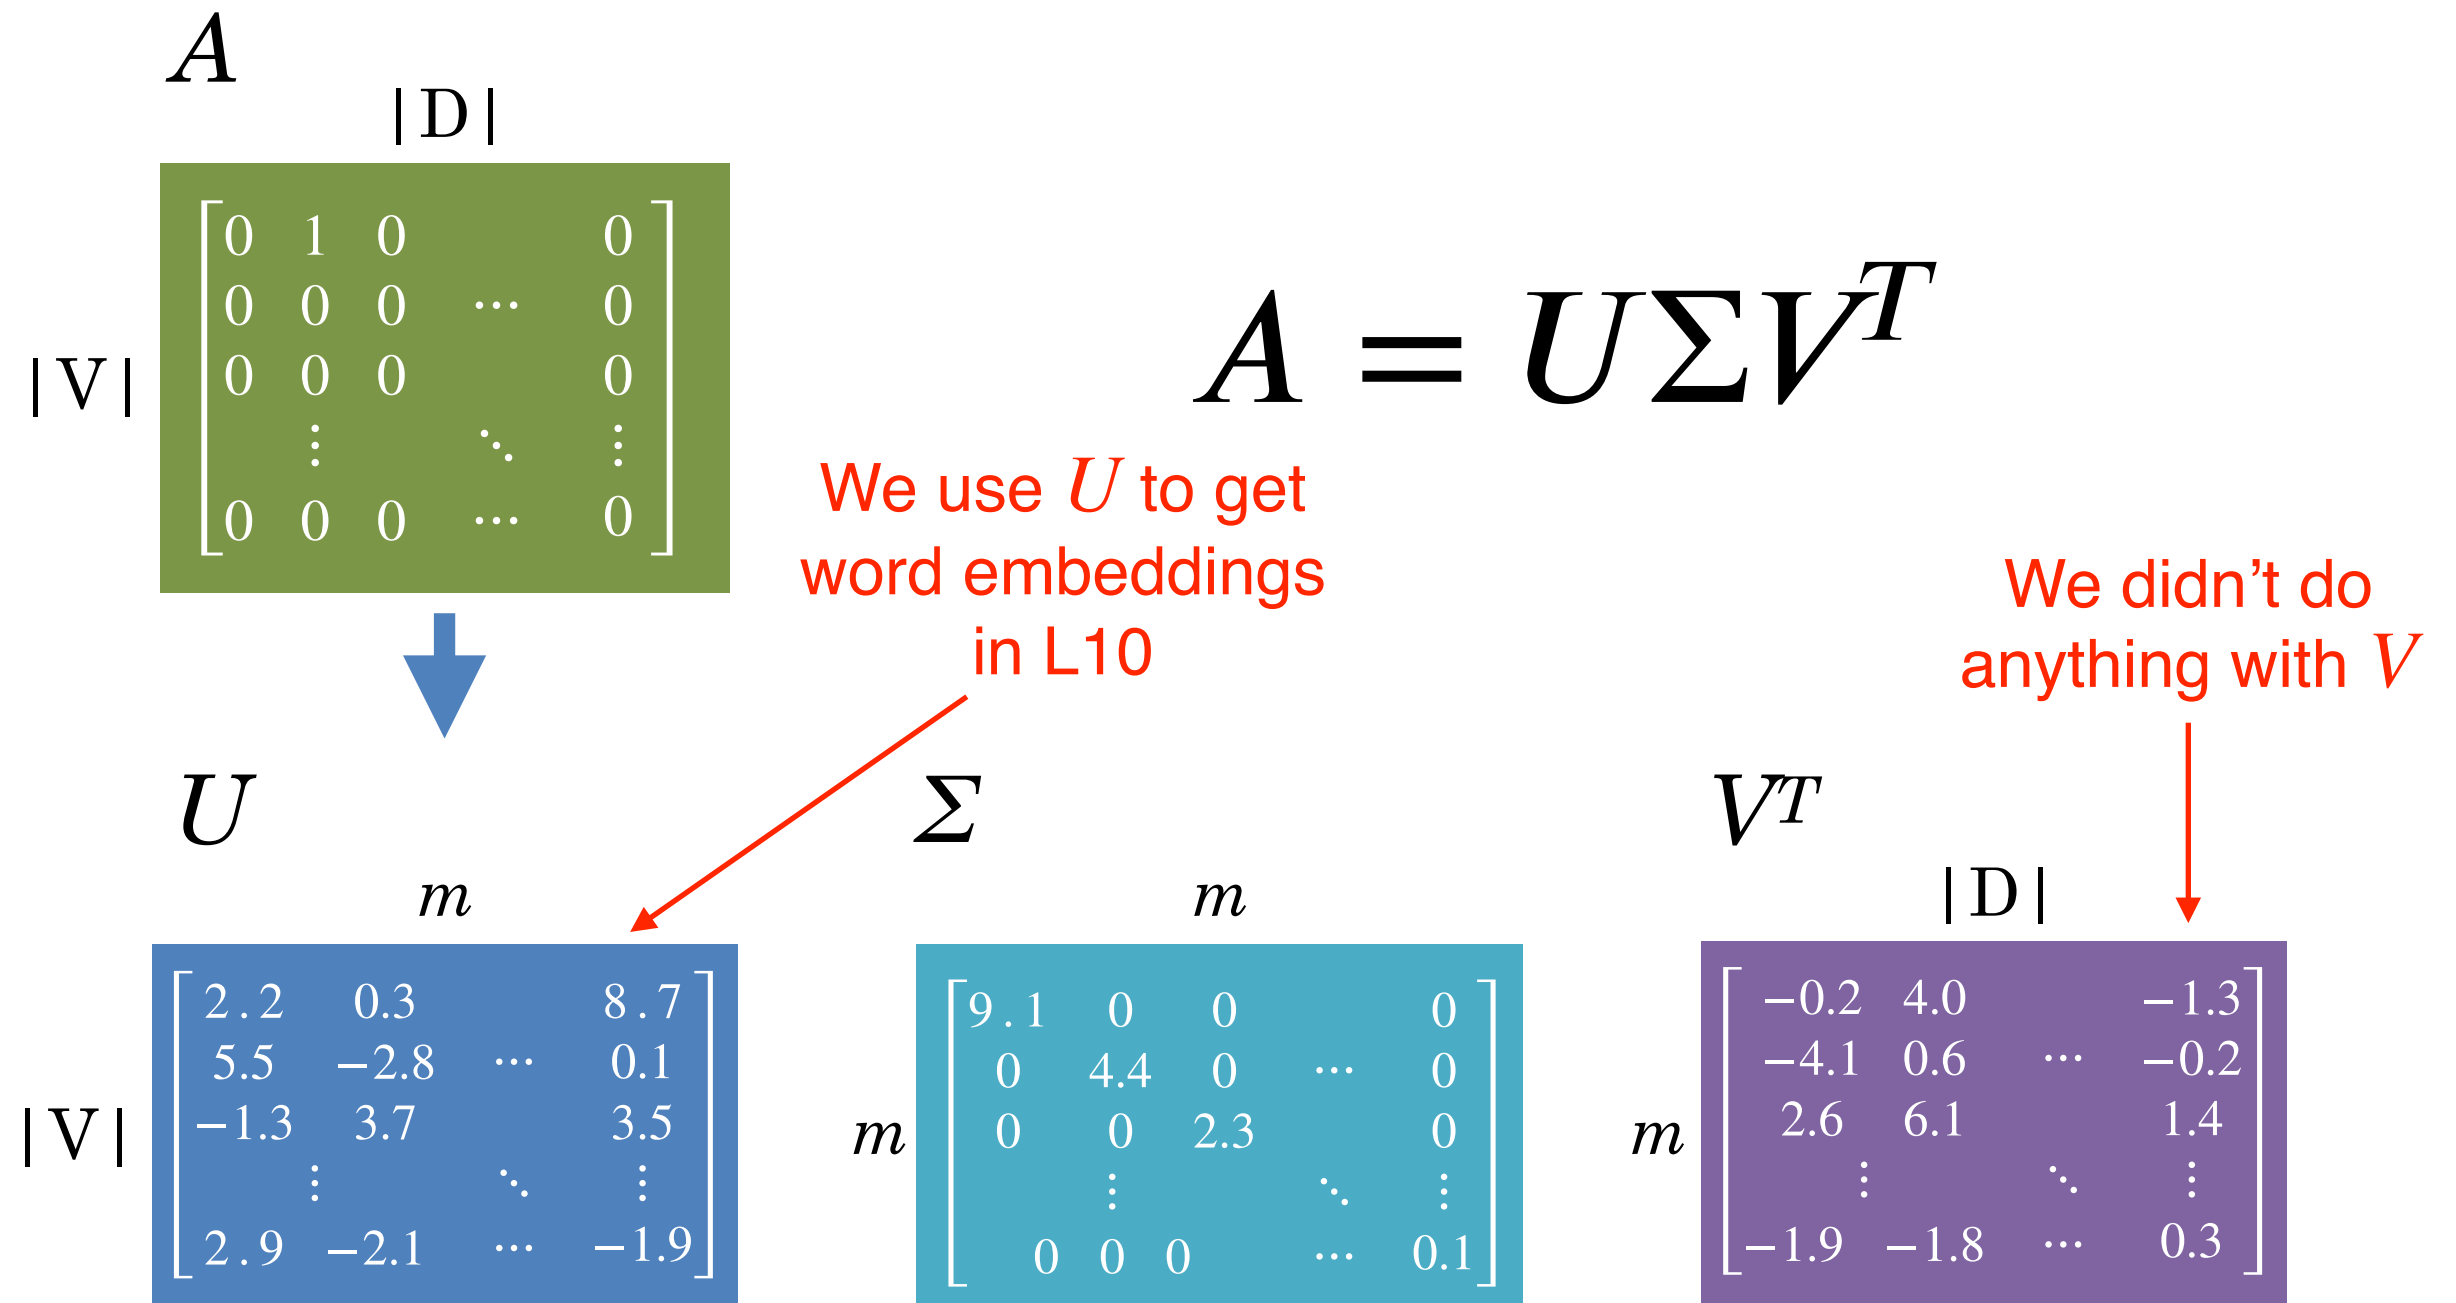 A
|D|
0 1 0 0
0 0 0 ⋯ 0
|V|
0 0 0 0
⋮ ⋱ ⋮
0 0 0 ⋯ 0
A = UΣV^T
We use U to get
word embeddings
in L10
We didn’t do
anything with V
U
m
|V|
2.2 0.3 8.7
5.5 −2.8 ⋯ 0.1
−1.3 3.7 3.5
⋮ ⋱ ⋮
2.9 −2.1 ⋯ −1.9
Σ
m
m
9.1 0 0 0
0 4.4 0 ⋯ 0
0 0 2.3 0
⋮ ⋱ ⋮
0 0 0 ⋯ 0.1
V^T
|D|
m
−0.2 4.0 −1.3
−4.1 0.6 ⋯ −0.2
2.6 6.1 1.4
⋮ ⋱ ⋮
−1.9 −1.8 ⋯ 0.3